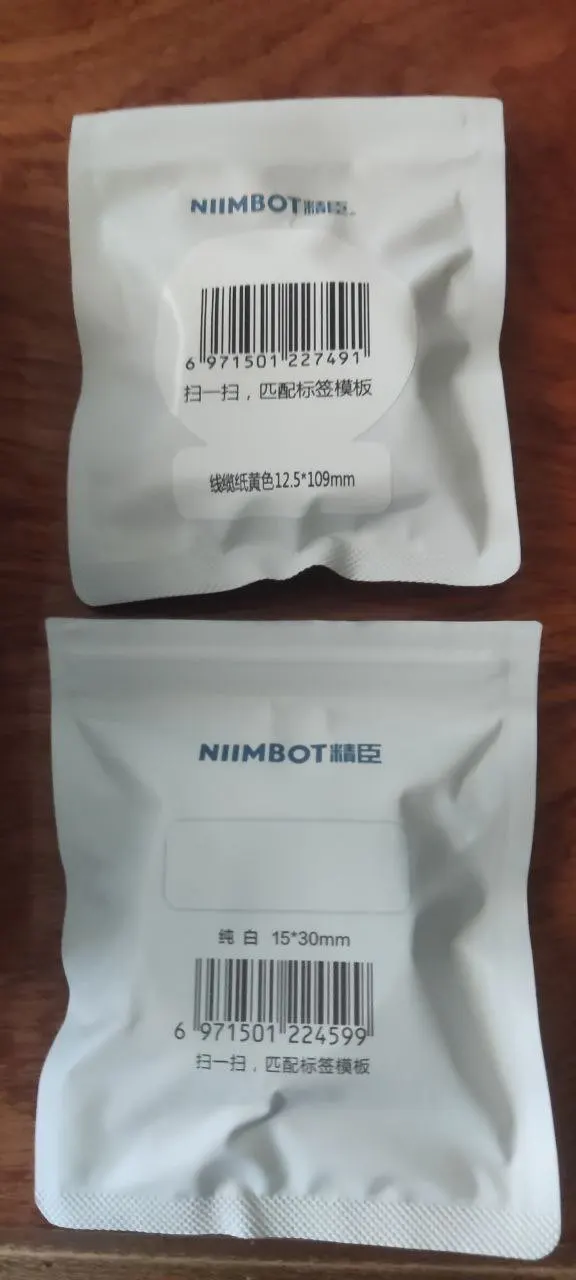 NIIMBOT精臣
6 971501 227491
扫一扫，匹配标签模板
线缆纸黄色12.5*109mm
NIIMBOT精臣
纯 白 15*30mm
6 971501 224599
扫一扫，匹配标签模板